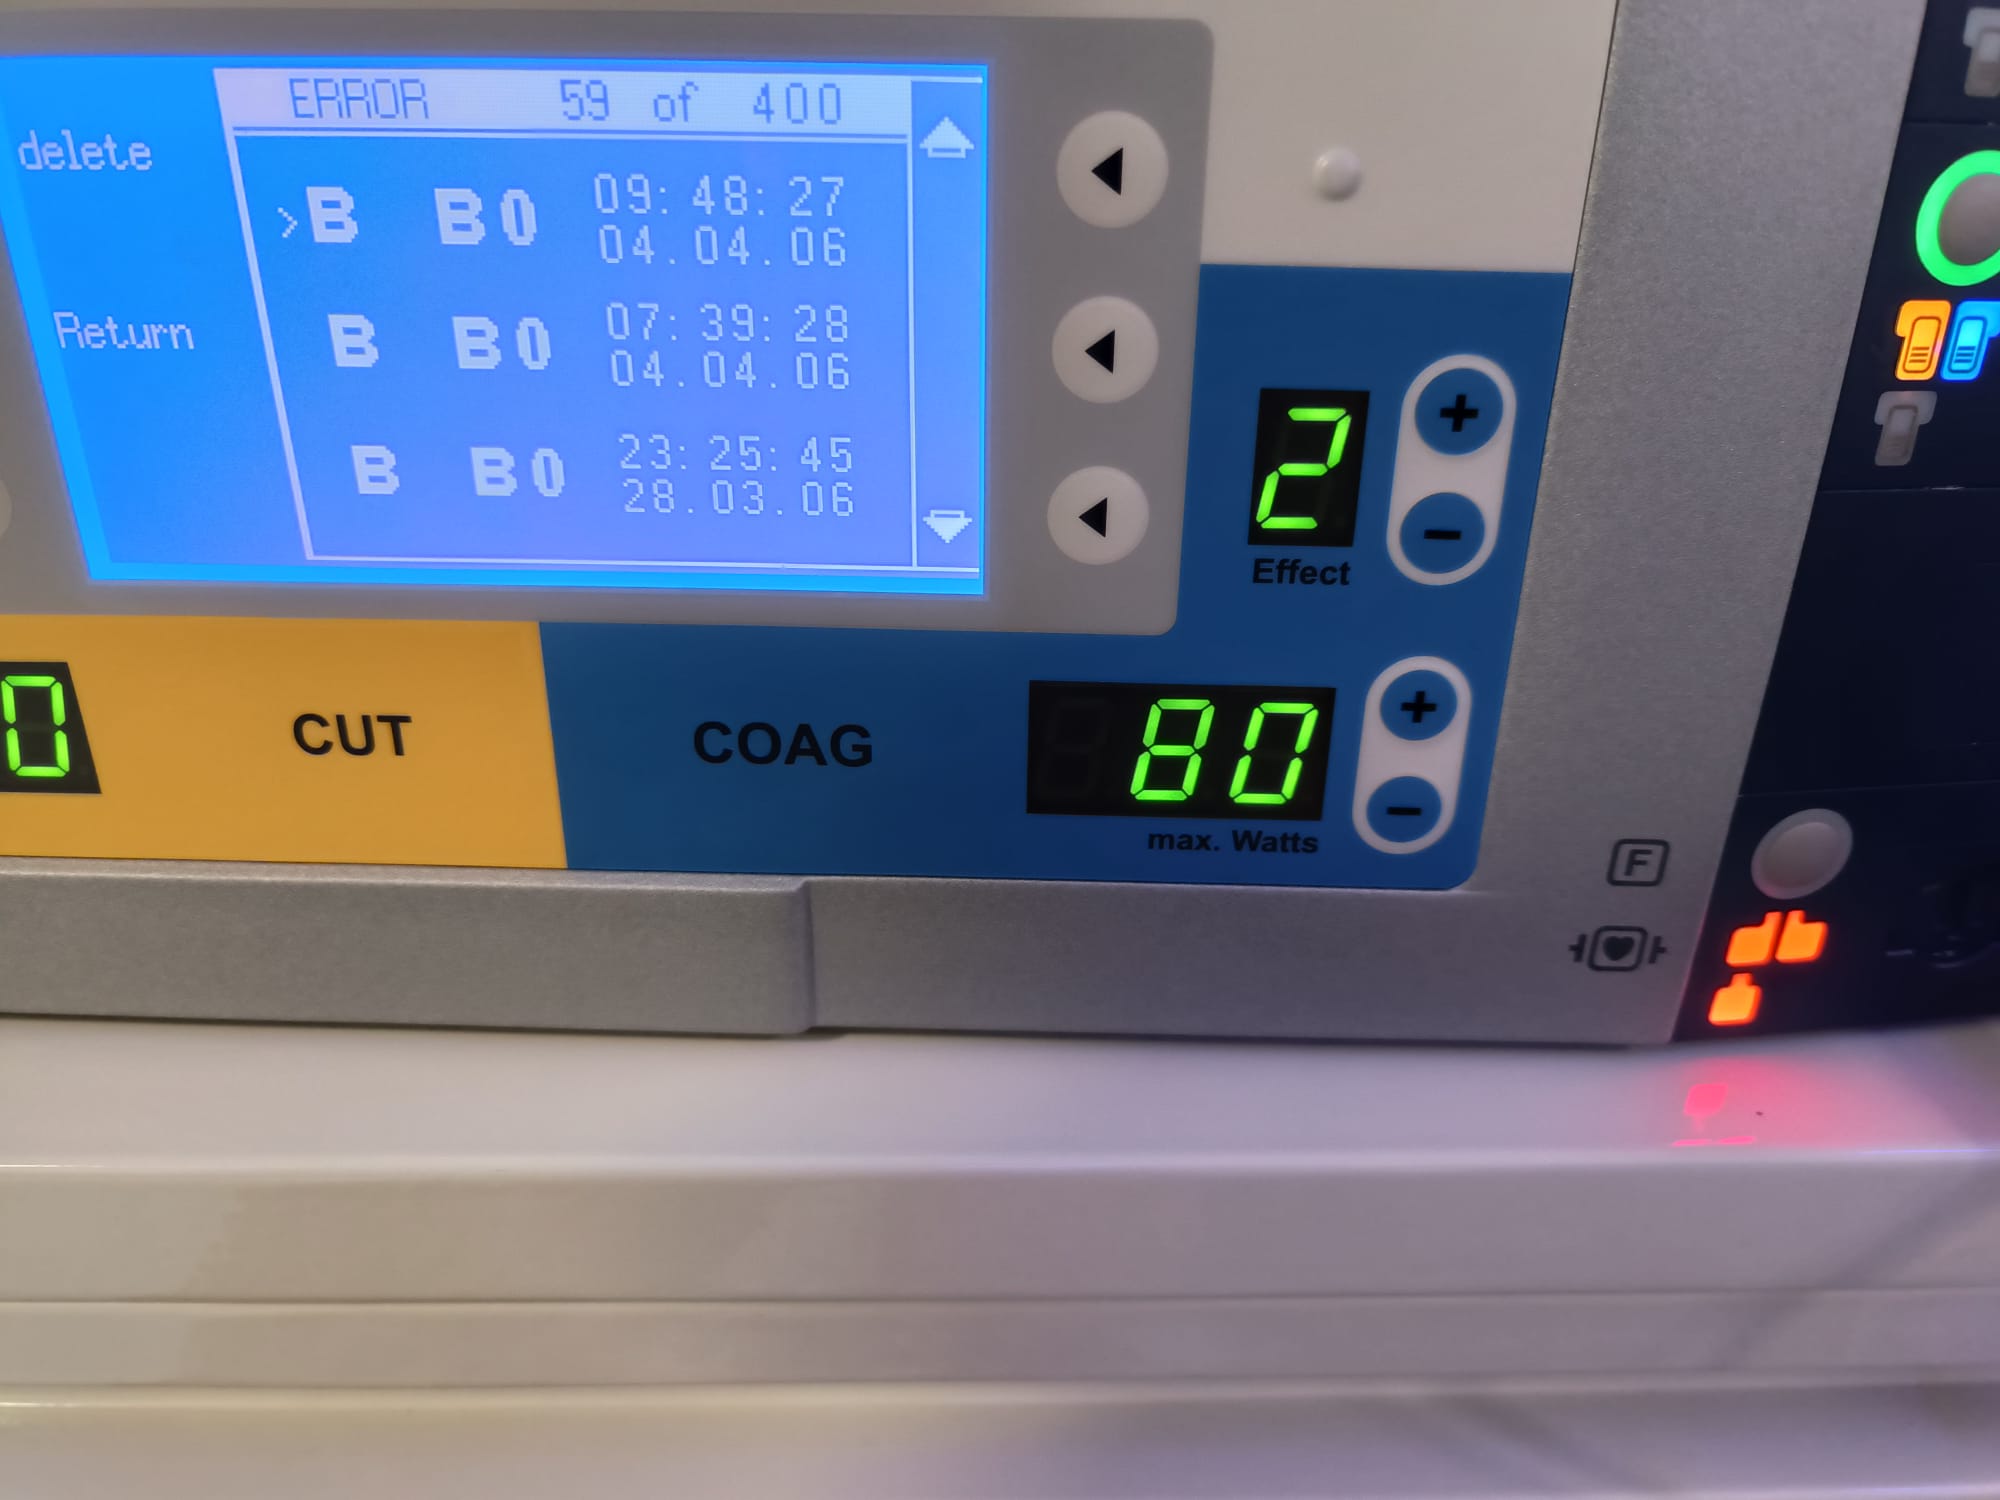 ERROR 59 of 400
delete
>B B0 09:48:27
04.04.06
Return
B B0 07:39:28
04.04.06
B B0 23:25:45
28.03.06
2
+
-
Effect
0
CUT
COAG
80
+
-
max. Watts
F